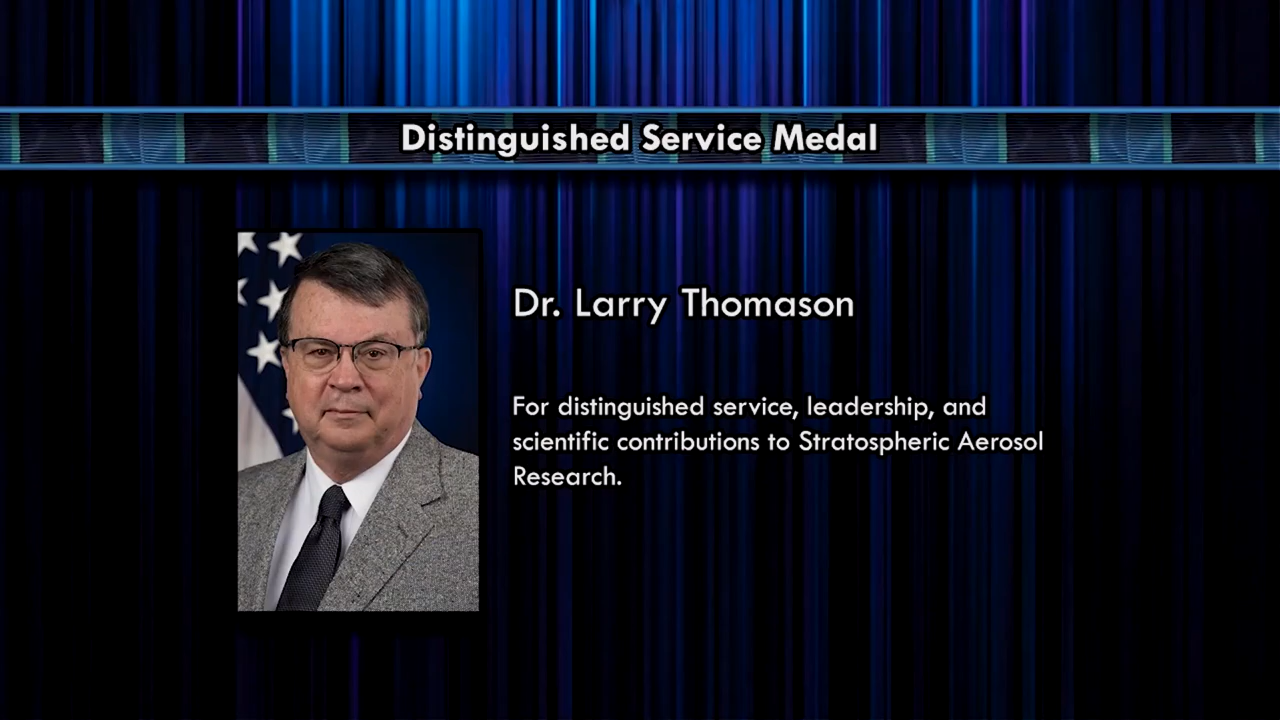 Distinguished Service Medal
Dr. Larry Thomason
For distinguished service, leadership, and
scientific contributions to Stratospheric Aerosol
Research.